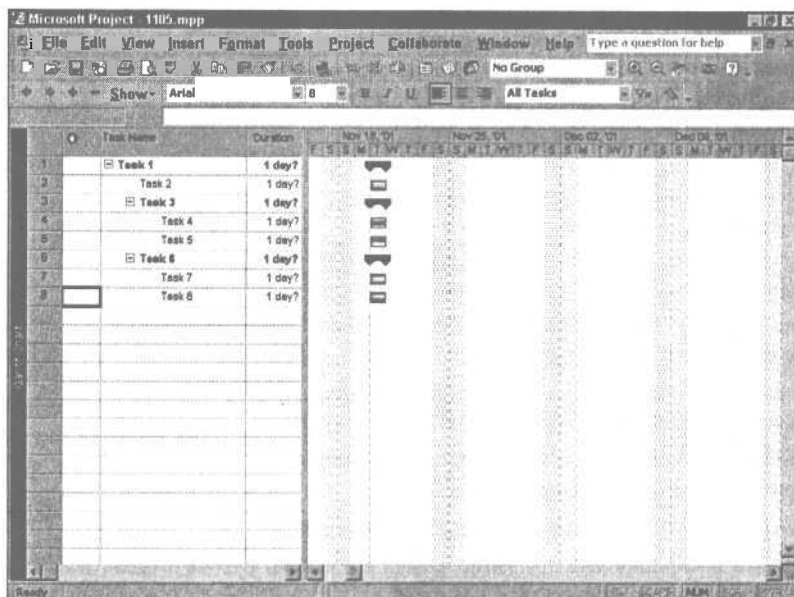 Microsoft Project - 1105.mpp
File Edit View Insert Format Tools Project Collaborate Window Help Type a question for help
No Group
Show Arial 8 B I U All Tasks
Task Name Duration Nov 18, '01 Nov 25, '01 Dec 02, '01 Dec 09, '01
F S S M T W T F S S M T W T F S S M T W T F S S M T W T F S
1 Task 1 1 day?
2 Task 2 1 day?
3 Task 3 1 day?
4 Task 4 1 day?
5 Task 5 1 day?
6 Task 6 1 day?
7 Task 7 1 day?
8 Task 8 1 day?
Ready NUM